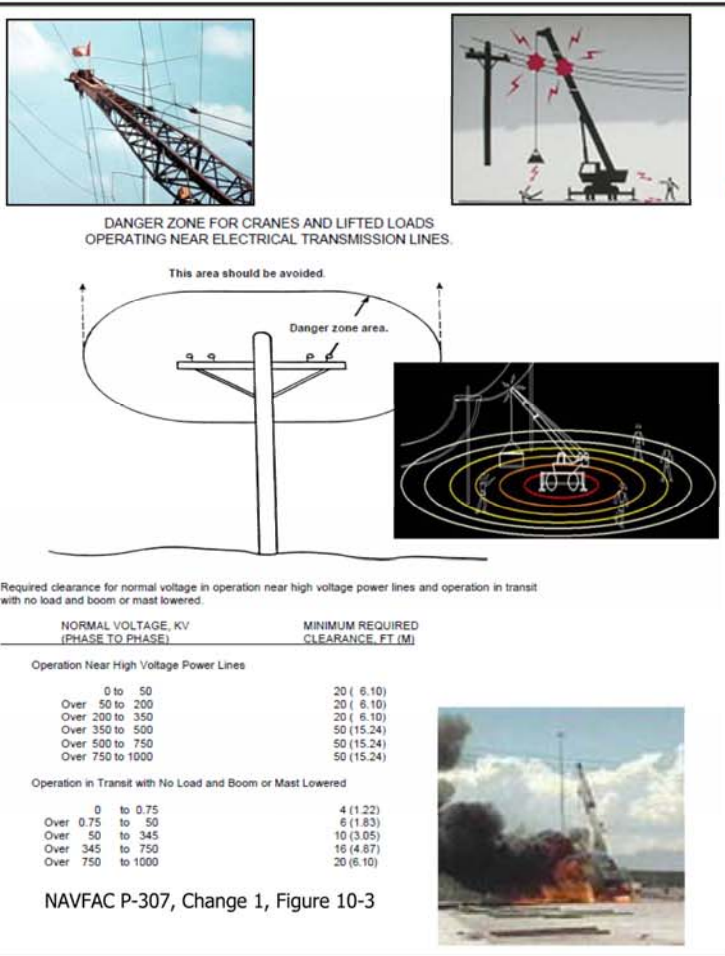 DANGER ZONE FOR CRANES AND LIFTED LOADS
OPERATING NEAR ELECTRICAL TRANSMISSION LINES.
This area should be avoided.
Danger zone area.
Required clearance for normal voltage in operation near high voltage power lines and operation in transit
with no load and boom or mast lowered.
NORMAL VOLTAGE, KV MINIMUM REQUIRED
(PHASE TO PHASE) CLEARANCE, FT (M)
Operation Near High Voltage Power Lines
0 to 50 20 ( 6.10)
Over 50 to 200 20 ( 6.10)
Over 200 to 350 20 ( 6.10)
Over 350 to 500 50 (15.24)
Over 500 to 750 50 (15.24)
Over 750 to 1000 50 (15.24)
Operation in Transit with No Load and Boom or Mast Lowered
0 to 0.75 4 (1.22)
Over 0.75 to 50 6 (1.83)
Over 50 to 345 10 (3.05)
Over 345 to 750 16 (4.87)
Over 750 to 1000 20 (6.10)
NAVFAC P-307, Change 1, Figure 10-3